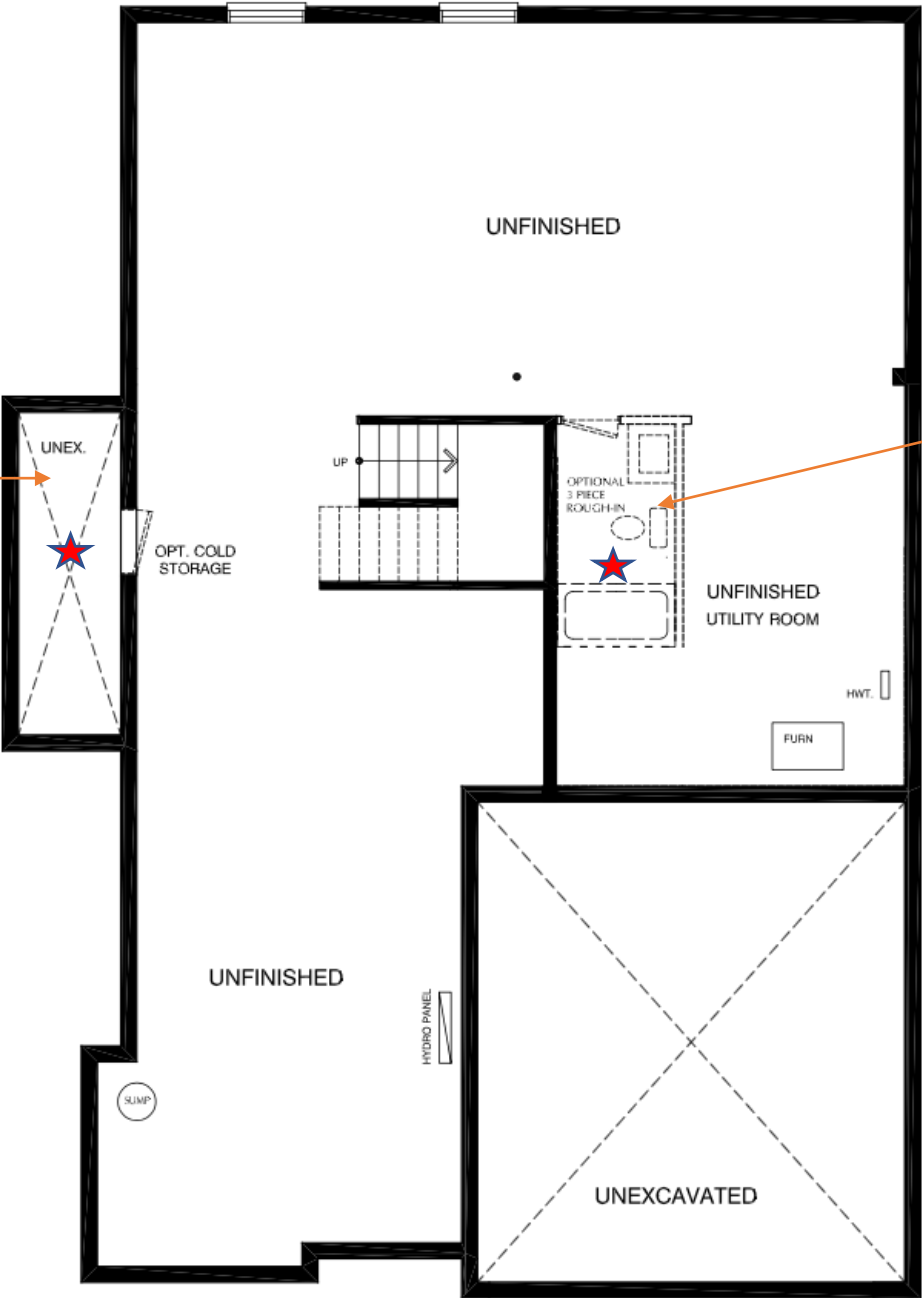 UNFINISHED
UNEX.
UP
OPTIONAL
3 PIECE
ROUGH-IN
OPT. COLD
STORAGE
UNFINISHED
UTILITY ROOM
HWT.
FURN
UNFINISHED
HYDRO PANEL
SUMP
UNEXCAVATED